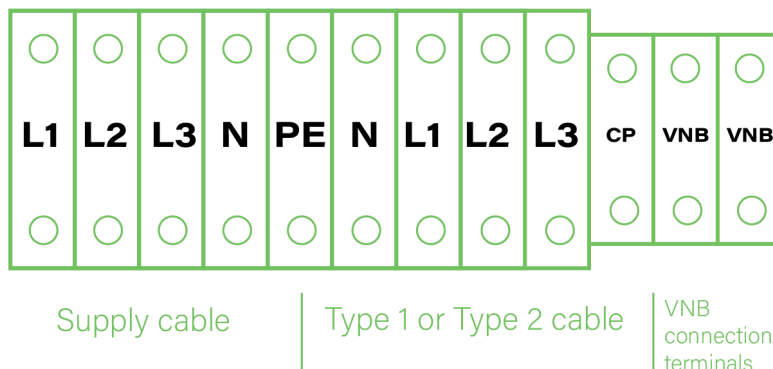 L1 L2 L3 N PE N L1 L2 L3 CP VNB VNB
Supply cable
Type 1 or Type 2 cable
VNB
connection
terminals